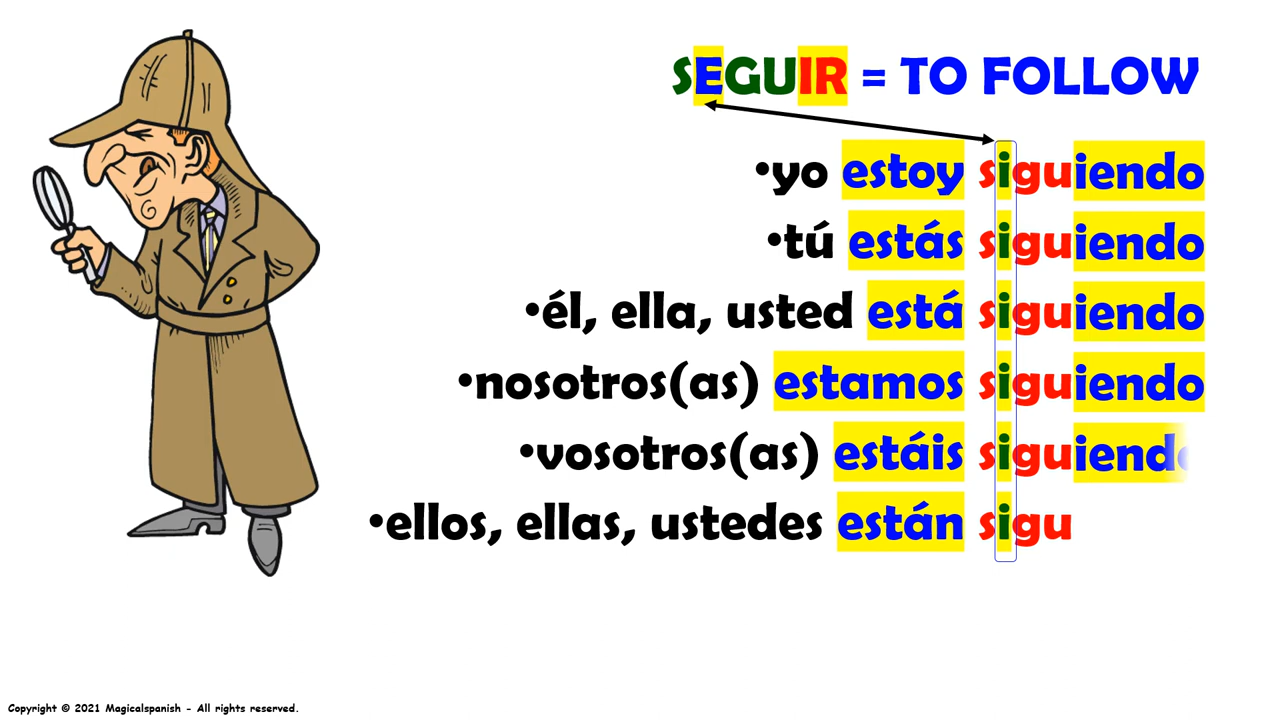 SEGUIR = TO FOLLOW
•yo estoy siguiendo
•tú estás siguiendo
•él, ella, usted está siguiendo
•nosotros(as) estamos siguiendo
•vosotros(as) estáis siguiend
•ellos, ellas, ustedes están sigu
Copyright © 2021 Magicalspanish - All rights reserved.